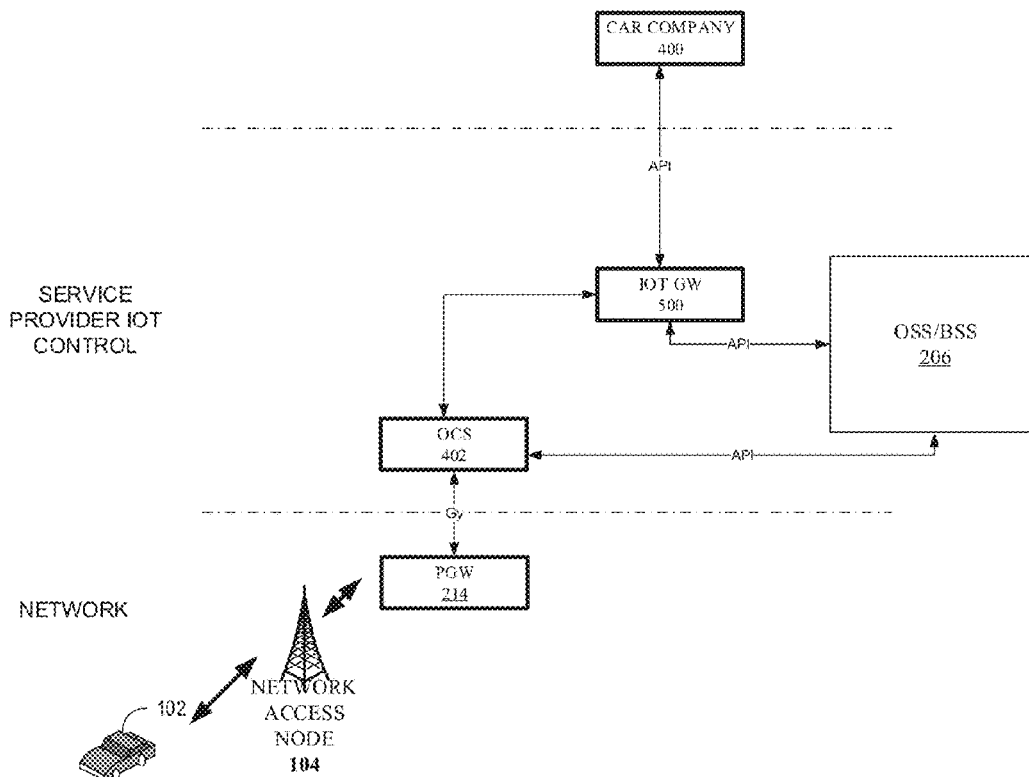 CAR COMPANY
400
API
IOT GW
500
SERVICE
PROVIDER IOT
CONTROL
OSS/BSS
206
API
OCS
402
API
Gy
PGW
214
NETWORK
NETWORK
ACCESS
NODE
104
102